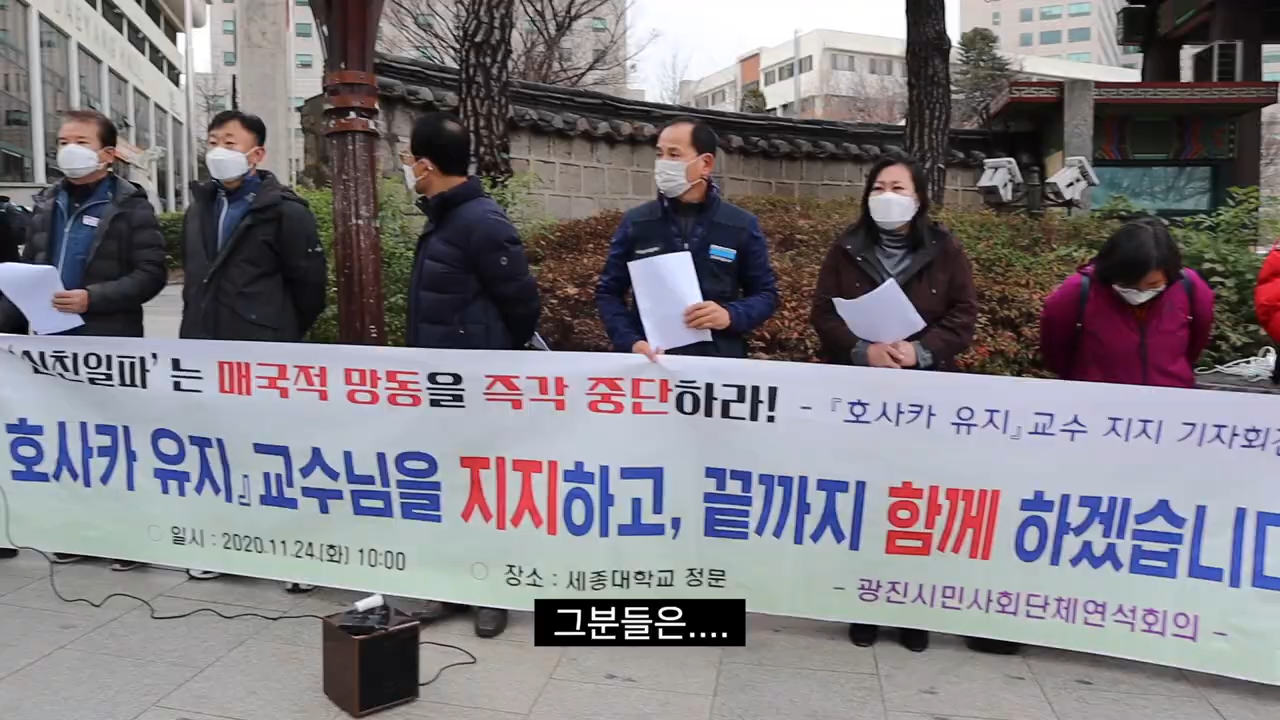 '신친일파'는 매국적 망동을 즉각 중단하라! - 『호사카 유지』교수 지지 기자회견
호사카 유지』교수님을 지지하고, 끝까지 함께 하겠습니다
○ 일시 : 2020.11.24.(화) 10:00 ○ 장소 : 세종대학교 정문
- 광진시민사회단체연석회의 -
그분들은....